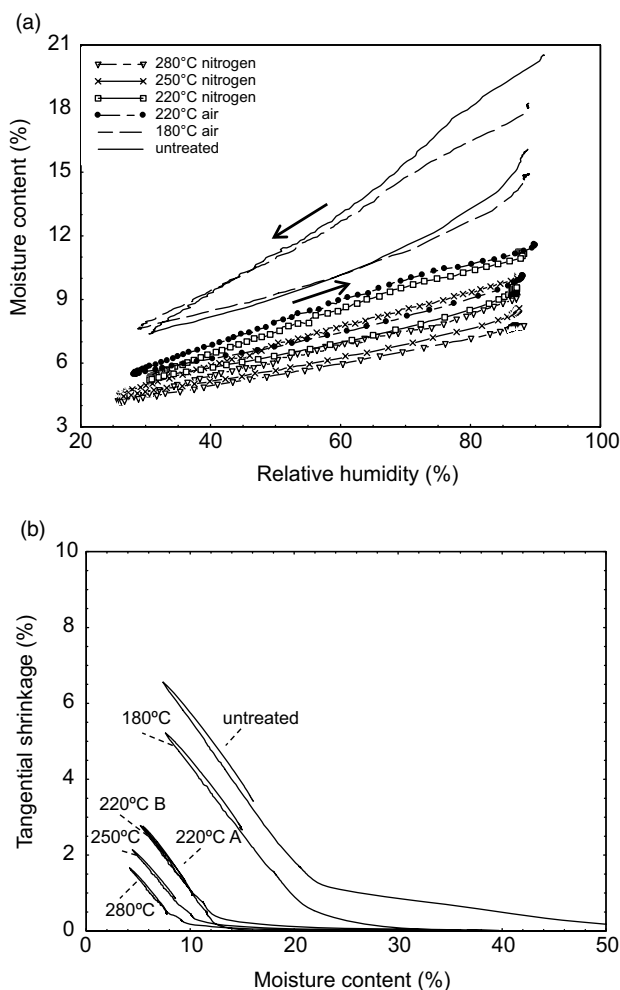 (a)
21
18
15
12
9
6
3
Moisture content (%)
280°C nitrogen
250°C nitrogen
220°C nitrogen
220°C air
180°C air
untreated
20 40 60 80 100
Relative humidity (%)
(b)
10
8
6
4
2
0
Tangential shrinkage (%)
untreated
180ºC
220ºC B
220ºC A
250ºC
280ºC
0 10 20 30 40 50
Moisture content (%)